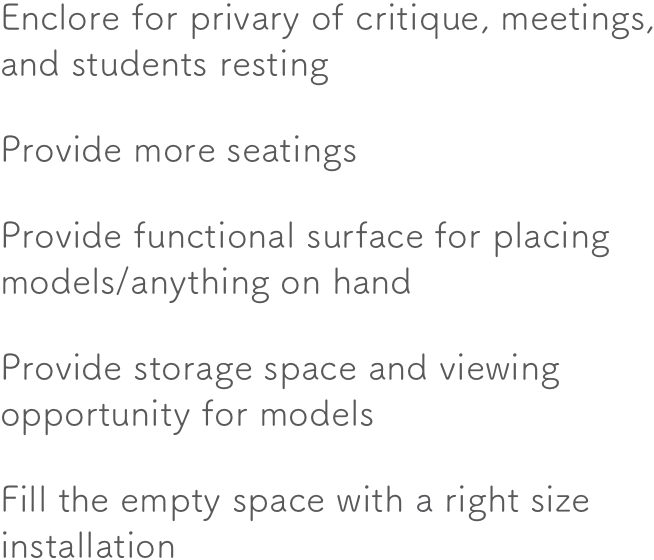 Enclore for privary of critique, meetings,
and students resting
Provide more seatings
Provide functional surface for placing
models/anything on hand
Provide storage space and viewing
opportunity for models
Fill the empty space with a right size
installation